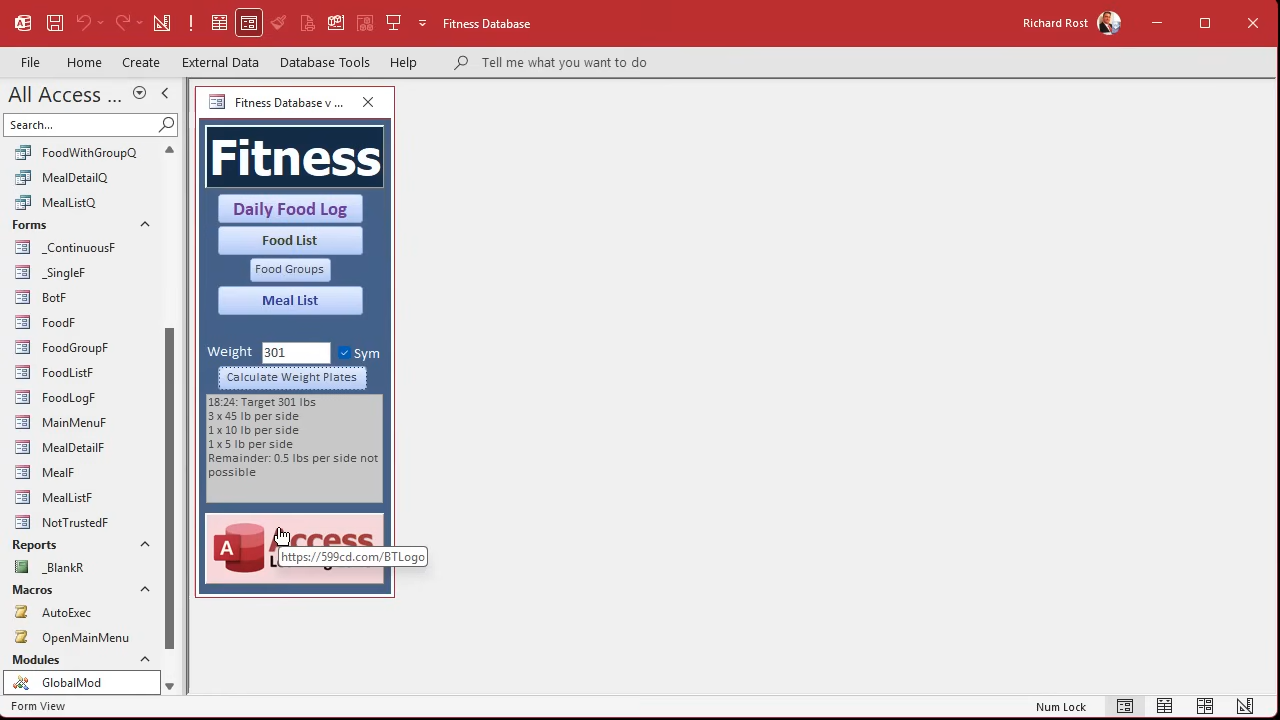 Fitness Database
Richard Rost
File
Home
Create
External Data
Database Tools
Help
Tell me what you want to do
All Access ...
Search...
FoodWithGroupQ
MealDetailQ
MealListQ
Forms
_ContinuousF
_SingleF
BotF
FoodF
FoodGroupF
FoodListF
FoodLogF
MainMenuF
MealDetailF
MealF
MealListF
NotTrustedF
Reports
_BlankR
Macros
AutoExec
OpenMainMenu
Modules
GlobalMod
Fitness Database v ...
Fitness
Daily Food Log
Food List
Food Groups
Meal List
Weight 301 Sym
Calculate Weight Plates
18:24: Target 301 lbs
3 x 45 lb per side
1 x 10 lb per side
1 x 5 lb per side
Remainder: 0.5 lbs per side not
possible
A Access
https://599cd.com/BTLogo
Form View
Num Lock